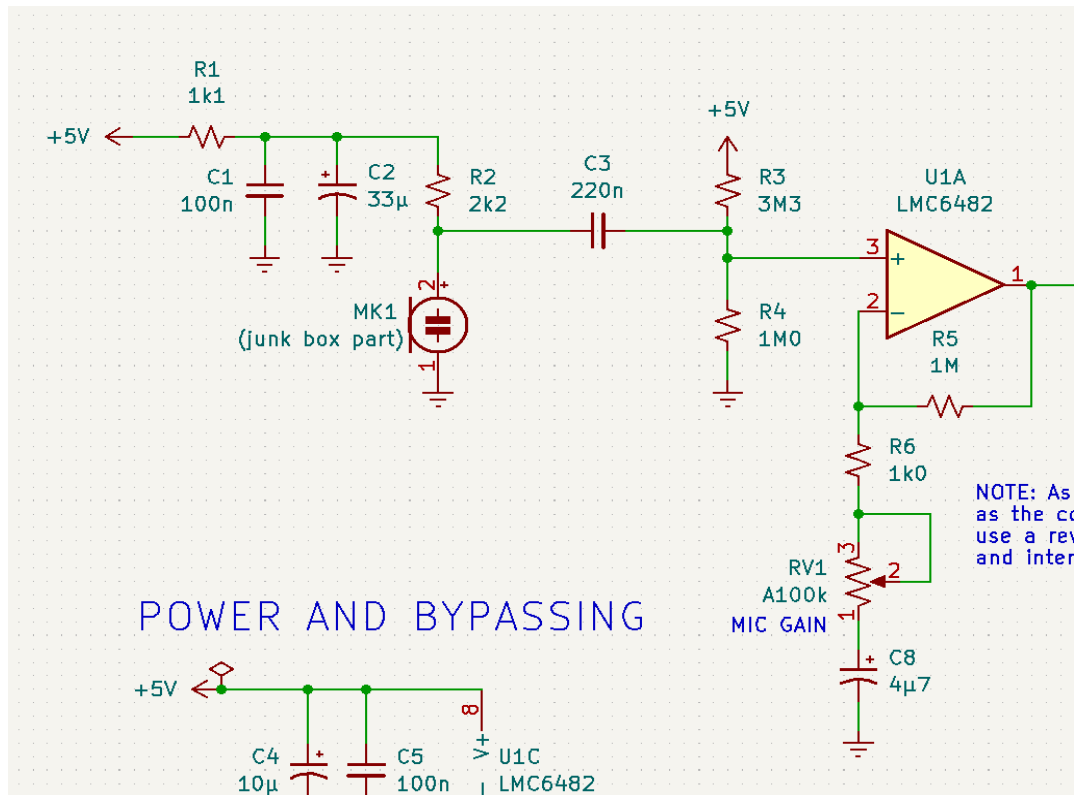 R1
1k1
+5V
C1
100n
+
C2
33µ
R2
2k2
C3
220n
+5V
R3
3M3
U1A
LMC6482
3
+
1
2
−
R4
1M0
R5
1M
2
+
MK1
(junk box part)
1
R6
1k0
NOTE: As
as the co
use a rev
and inter
3
RV1
2
A100k
1
MIC GAIN
POWER AND BYPASSING
+
C8
4µ7
+5V
8
V+
C4
10µ
+
C5
100n
U1C
LMC6482